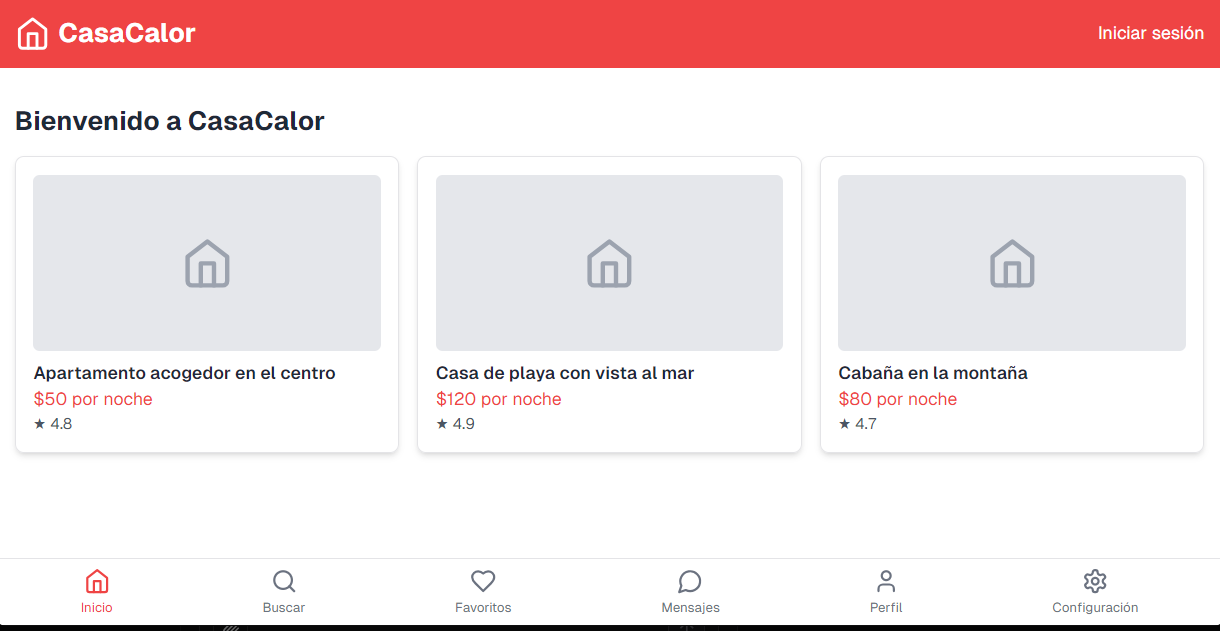 CasaCalor
Iniciar sesión
Bienvenido a CasaCalor
Apartamento acogedor en el centro
$50 por noche
★ 4.8
Casa de playa con vista al mar
$120 por noche
★ 4.9
Cabaña en la montaña
$80 por noche
★ 4.7
Inicio
Buscar
Favoritos
Mensajes
Perfil
Configuración